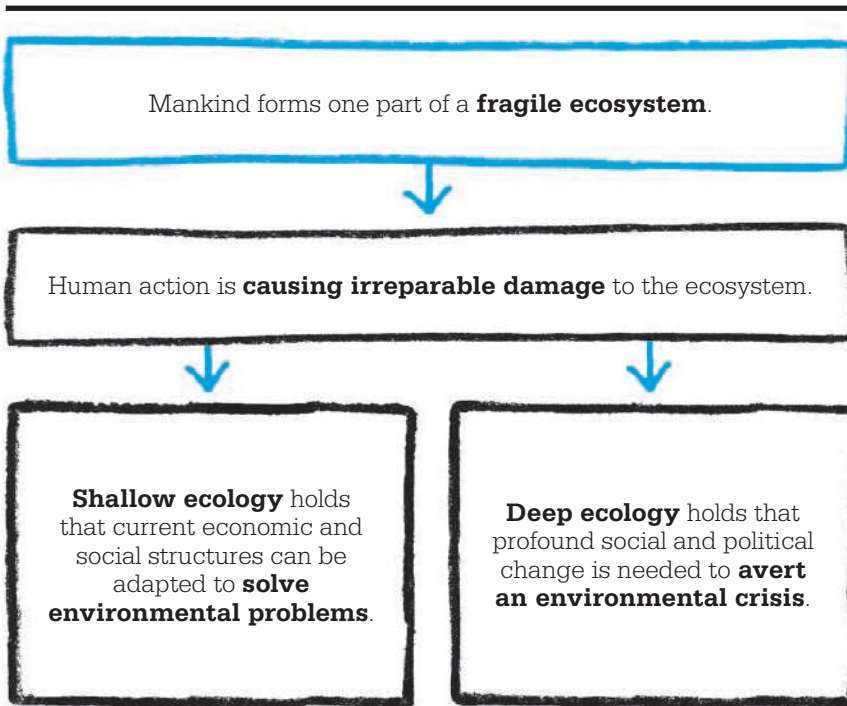 Mankind forms one part of a fragile ecosystem.
Human action is causing irreparable damage to the ecosystem.
Shallow ecology holds
that current economic and
social structures can be
adapted to solve
environmental problems.
Deep ecology holds that
profound social and political
change is needed to avert
an environmental crisis.